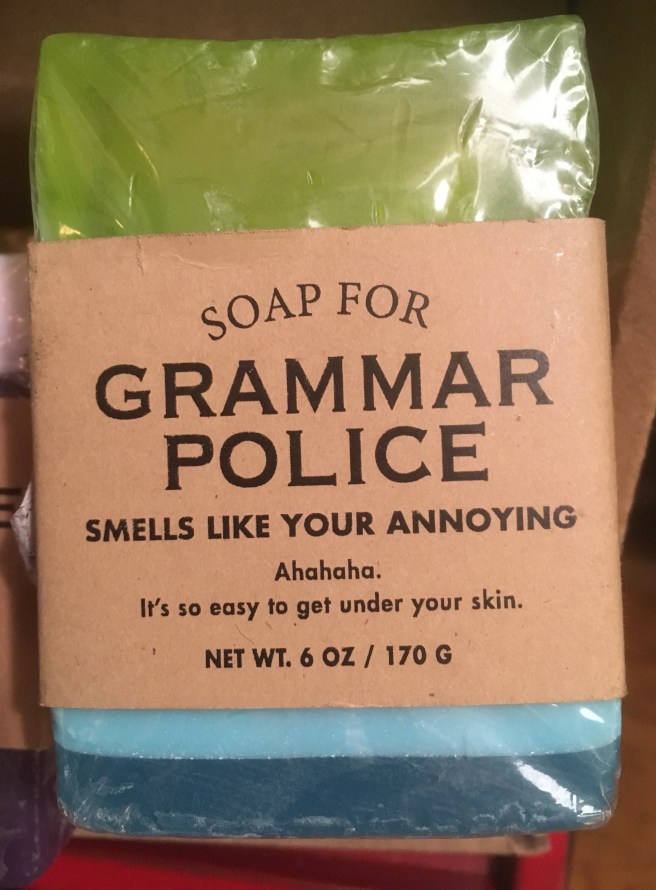 SOAP FOR
GRAMMAR
POLICE
SMELLS LIKE YOUR ANNOYING
Ahahaha.
It's so easy to get under your skin.
NET WT. 6 OZ / 170 G